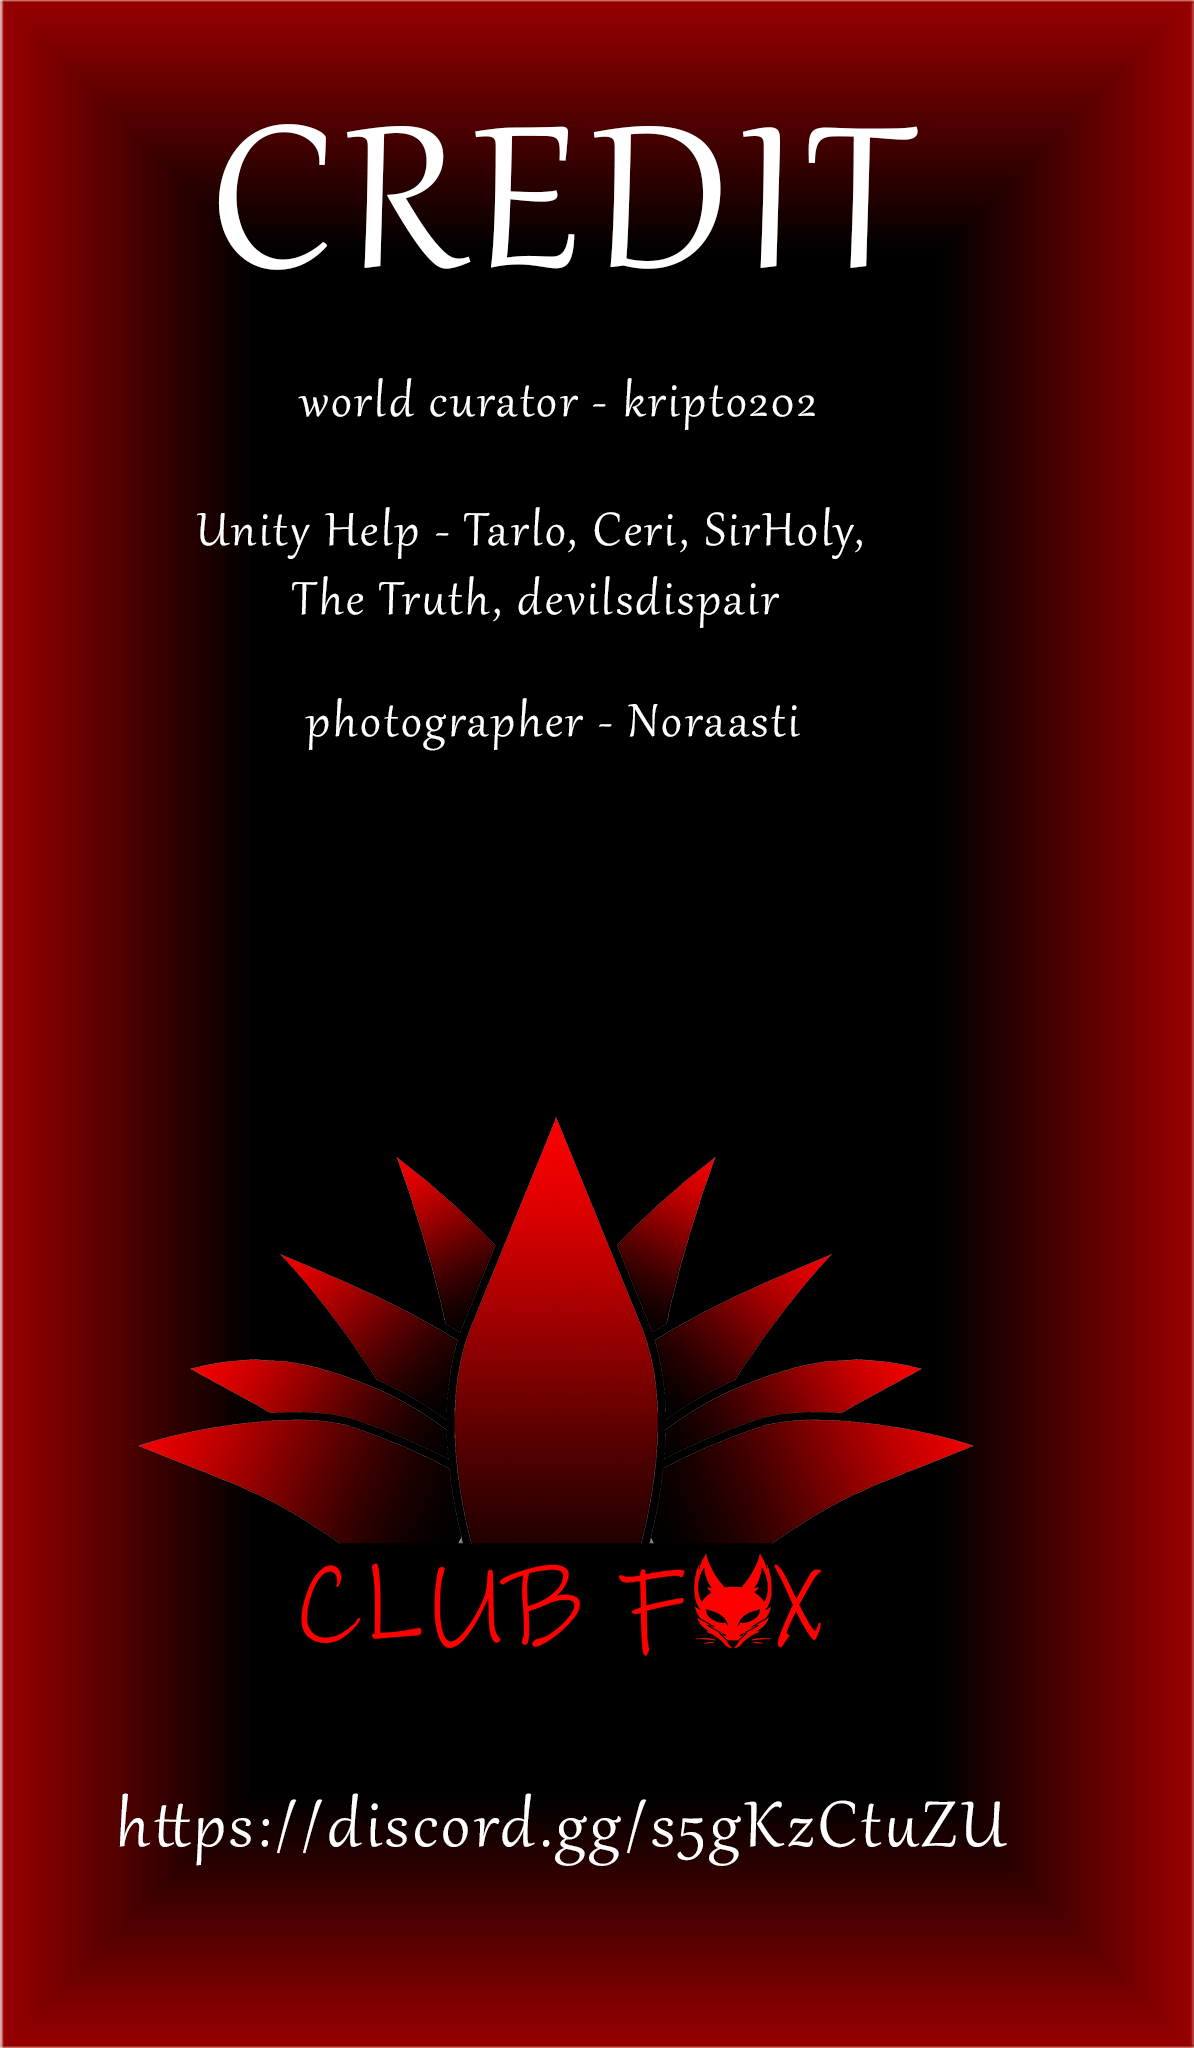 CREDIT
world curator - kripto202
Unity Help - Tarlo, Ceri, SirHoly,
The Truth, devilsdispair
photographer - Noraasti
CLUB FOX
https://discord.gg/s5gKzCtuZU